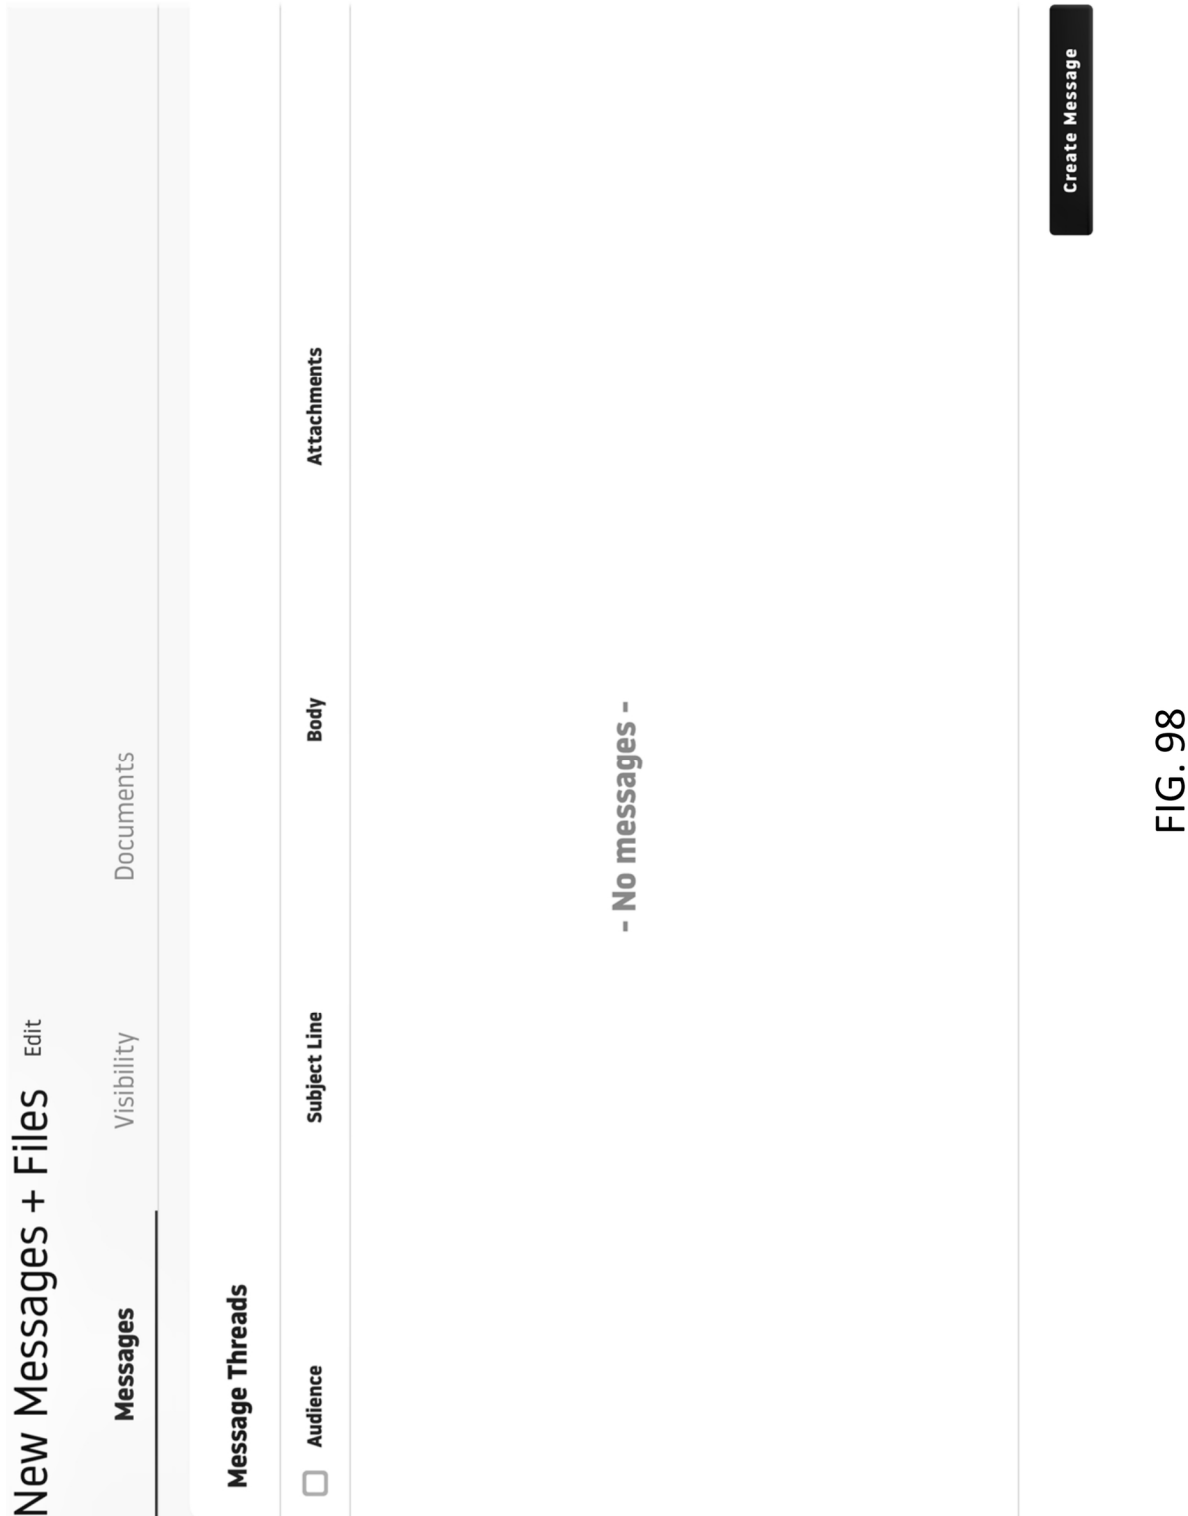 New Messages + Files Edit
Messages Visibility Documents
Message Threads
Audience Subject Line Body Attachments
- No messages -
Create Message
FIG. 98